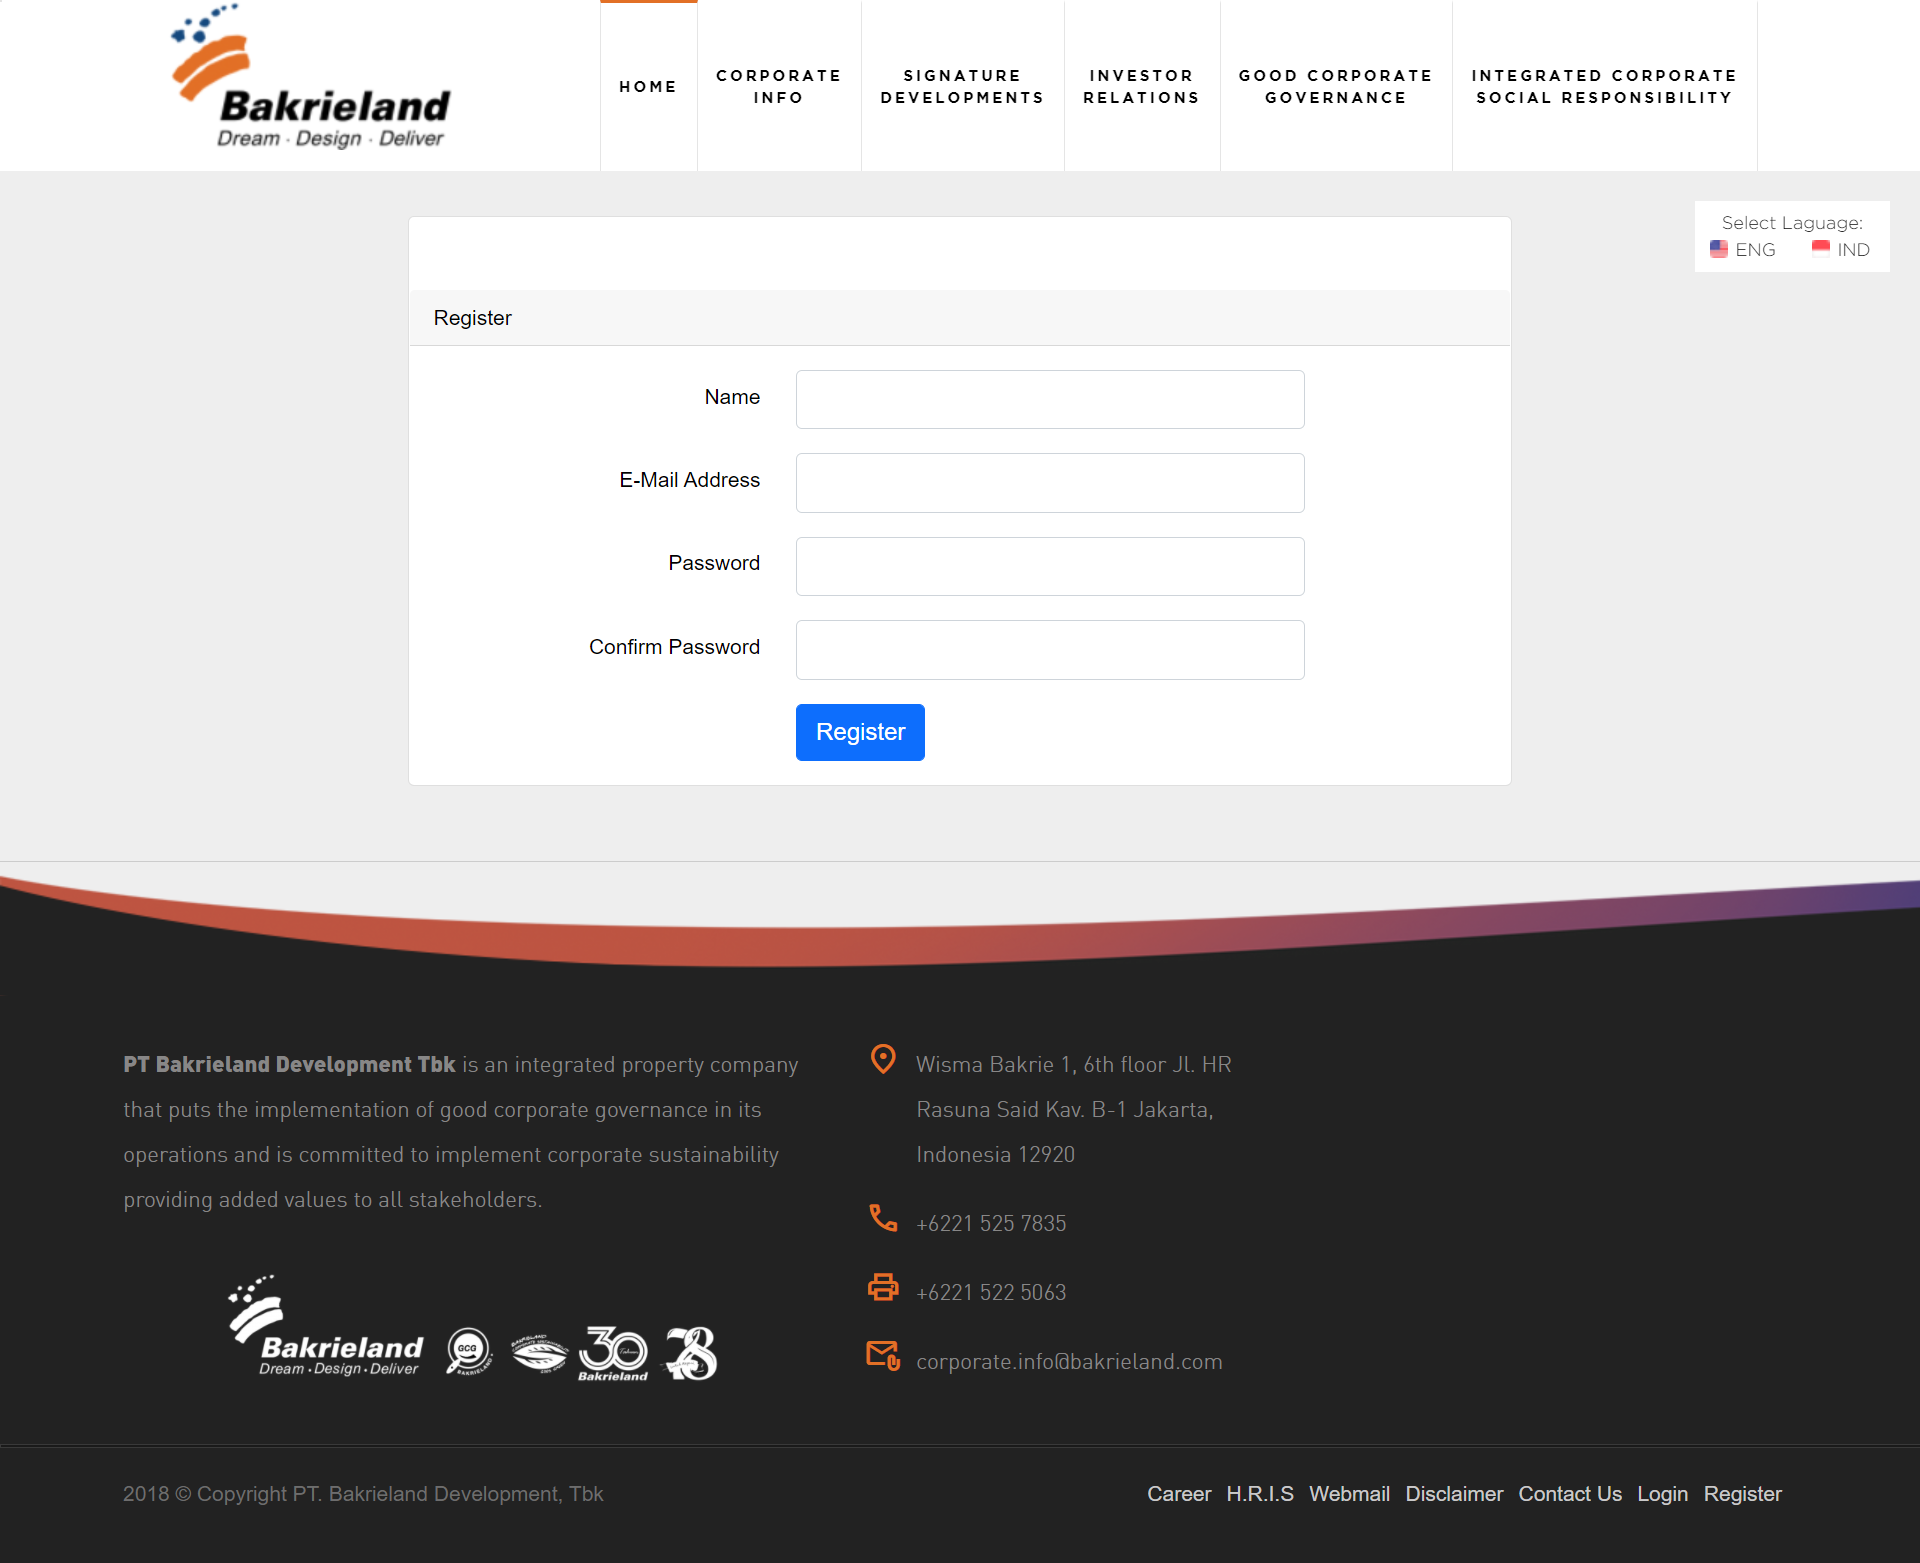 Bakrieland
Dream · Design · Deliver
HOME
CORPORATE
INFO
SIGNATURE
DEVELOPMENTS
INVESTOR
RELATIONS
GOOD CORPORATE
GOVERNANCE
INTEGRATED CORPORATE
SOCIAL RESPONSIBILITY
Select Laguage:
ENG IND
Register
Name
E-Mail Address
Password
Confirm Password
Register
PT Bakrieland Development Tbk is an integrated property company
that puts the implementation of good corporate governance in its
operations and is committed to implement corporate sustainability
providing added values to all stakeholders.
Bakrieland
Dream · Design · Deliver
GCG
BAKRIELAND
30
Bakrieland
28
Wisma Bakrie 1, 6th floor Jl. HR
Rasuna Said Kav. B-1 Jakarta,
Indonesia 12920
+6221 525 7835
+6221 522 5063
corporate.info@bakrieland.com
2018 © Copyright PT. Bakrieland Development, Tbk
Career H.R.I.S Webmail Disclaimer Contact Us Login Register